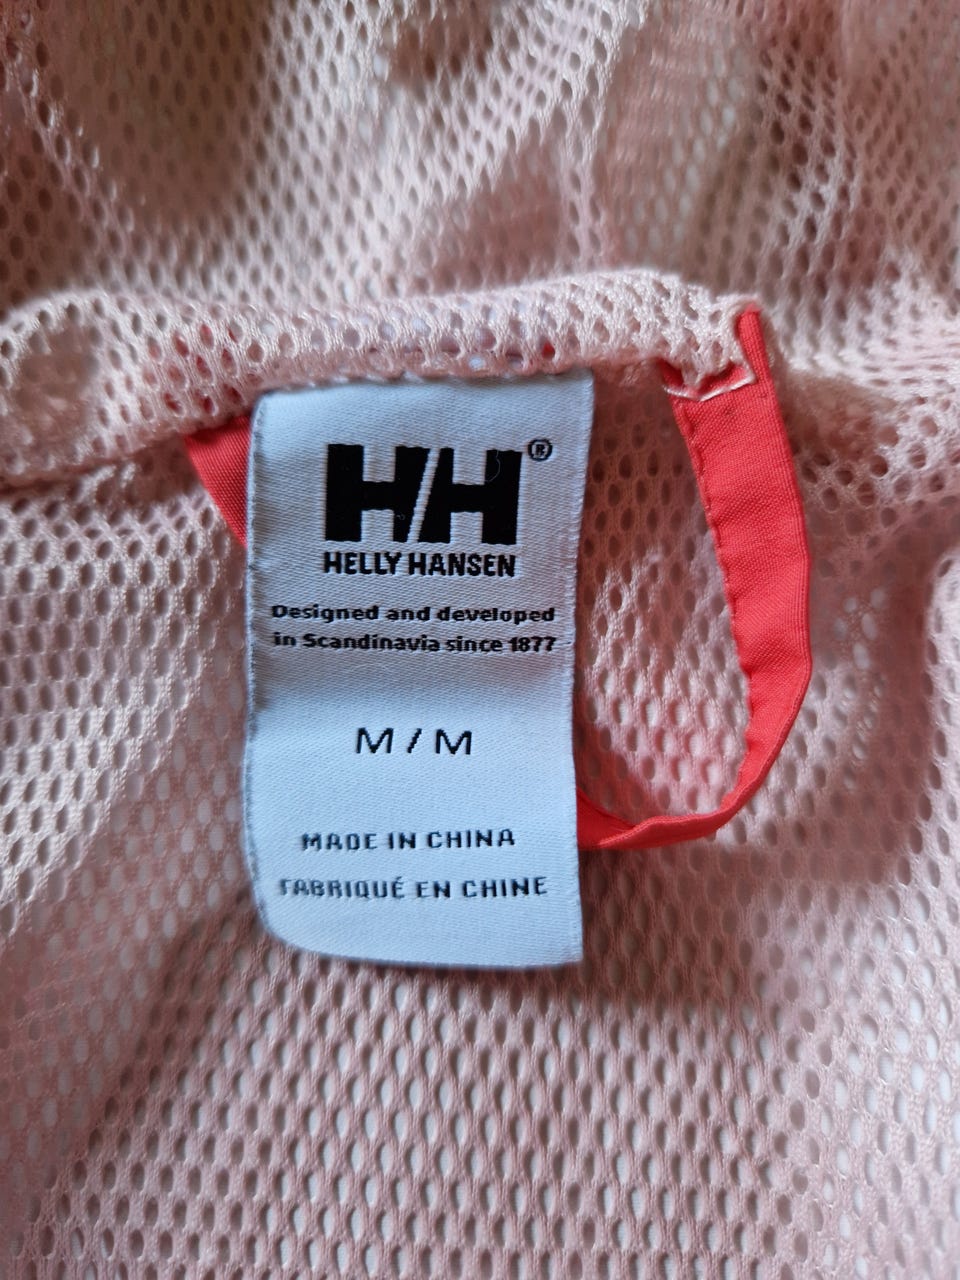 HH®
HELLY HANSEN
Designed and developed
in Scandinavia since 1877
M / M
MADE IN CHINA
FABRIQUÉ EN CHINE